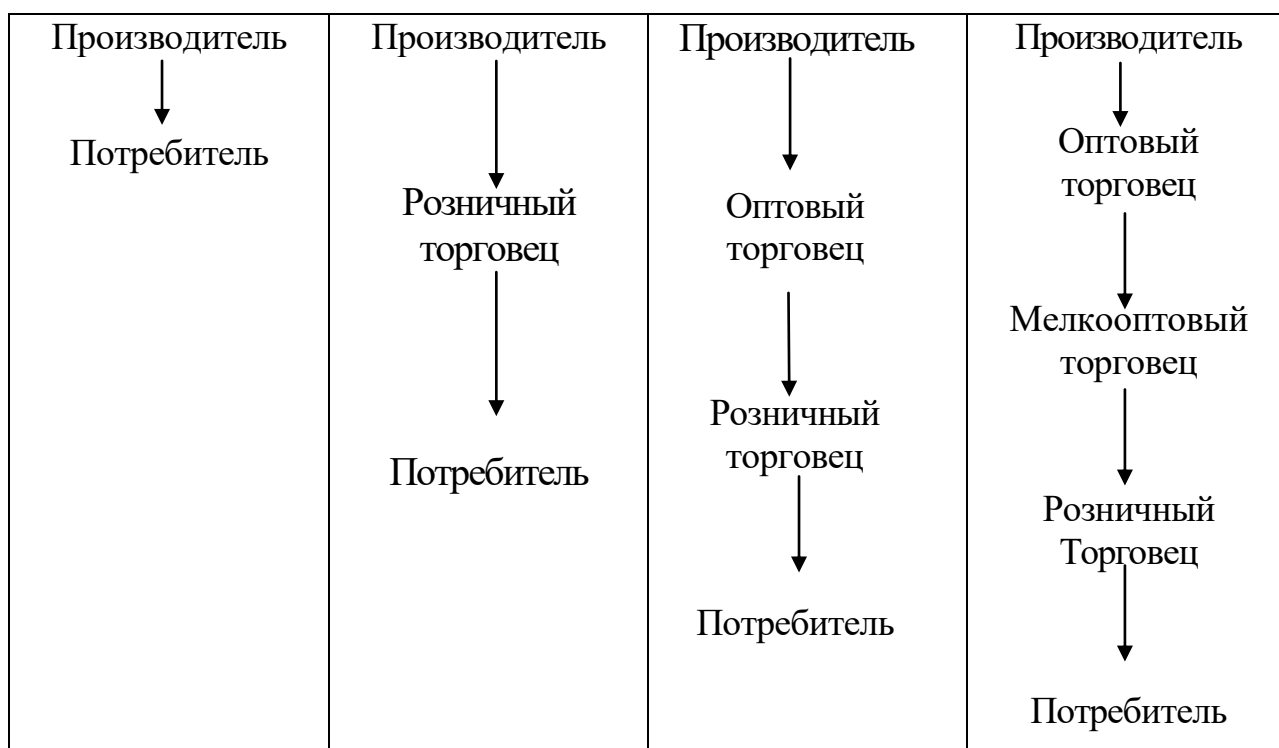 Производитель
Потребитель
Производитель
Розничный
торговец
Потребитель
Производитель
Оптовый
торговец
Розничный
торговец
Потребитель
Производитель
Оптовый
торговец
Мелкооптовый
торговец
Розничный
Торговец
Потребитель